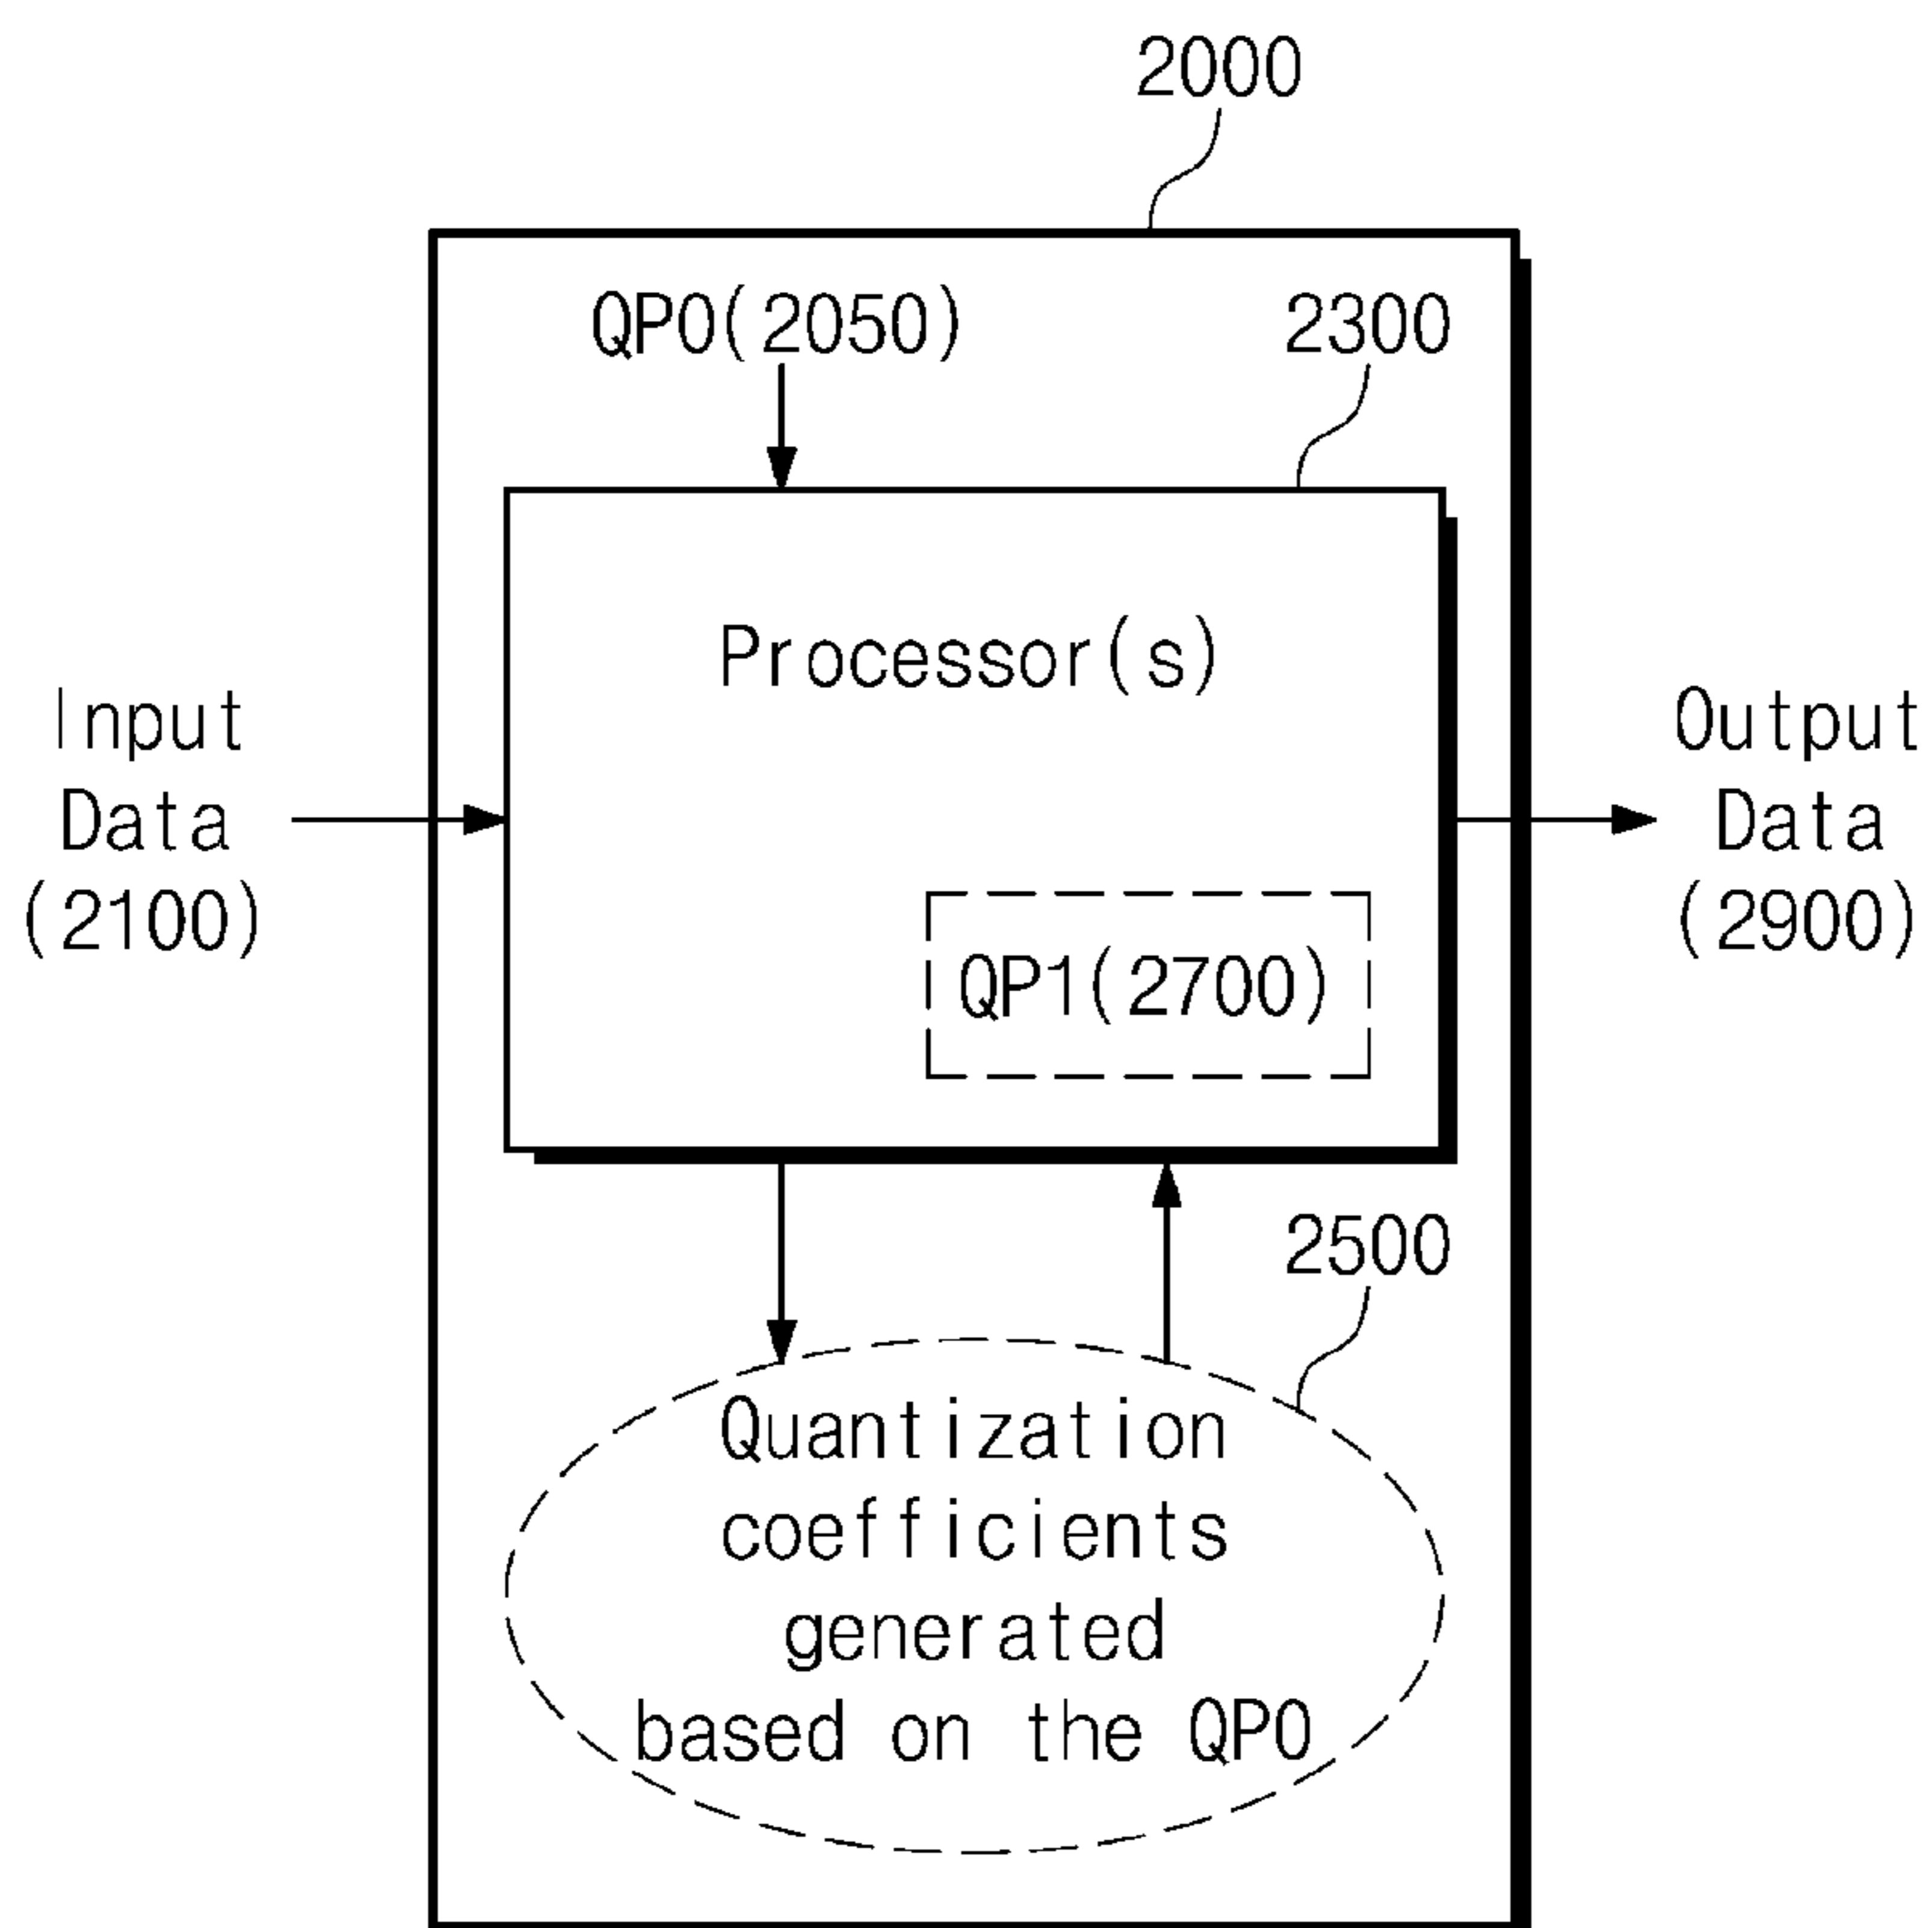 2000
QP0(2050)
2300
Processor(s)
Input
Data
(2100)
Output
Data
(2900)
QP1(2700)
2500
Quantization
coefficients
generated
based on the QP0